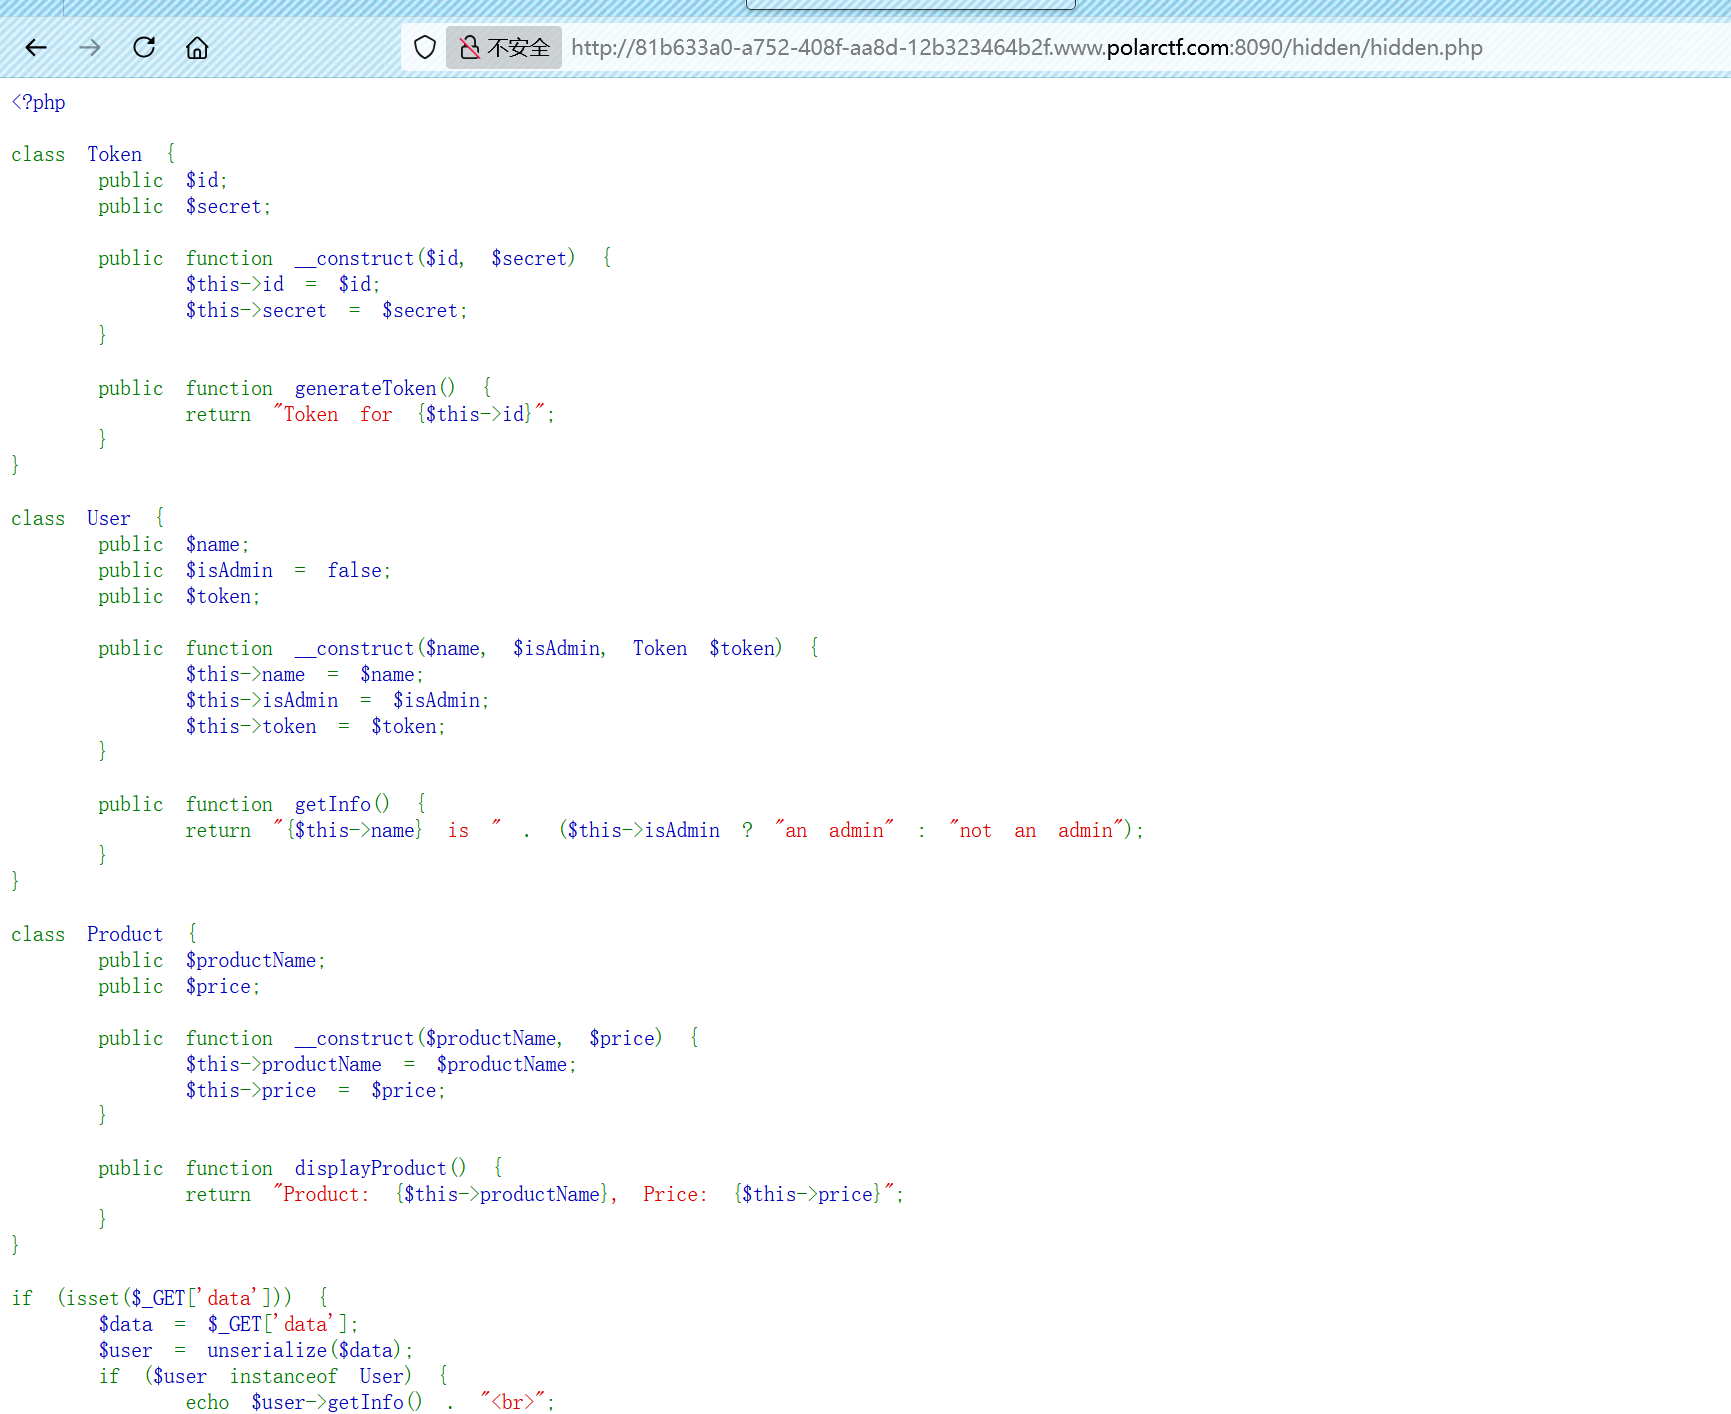 不安全 http://81b633a0-a752-408f-aa8d-12b323464b2f.www.polarctf.com:8090/hidden/hidden.php
<?php
class Token {
public $id;
public $secret;
public function __construct($id, $secret) {
$this->id = $id;
$this->secret = $secret;
}
public function generateToken() {
return "Token for {$this->id}";
}
}
class User {
public $name;
public $isAdmin = false;
public $token;
public function __construct($name, $isAdmin, Token $token) {
$this->name = $name;
$this->isAdmin = $isAdmin;
$this->token = $token;
}
public function getInfo() {
return "{$this->name} is " . ($this->isAdmin ? "an admin" : "not an admin");
}
}
class Product {
public $productName;
public $price;
public function __construct($productName, $price) {
$this->productName = $productName;
$this->price = $price;
}
public function displayProduct() {
return "Product: {$this->productName}, Price: {$this->price}";
}
}
if (isset($_GET['data'])) {
$data = $_GET['data'];
$user = unserialize($data);
if ($user instanceof User) {
echo $user->getInfo() . "<br>";